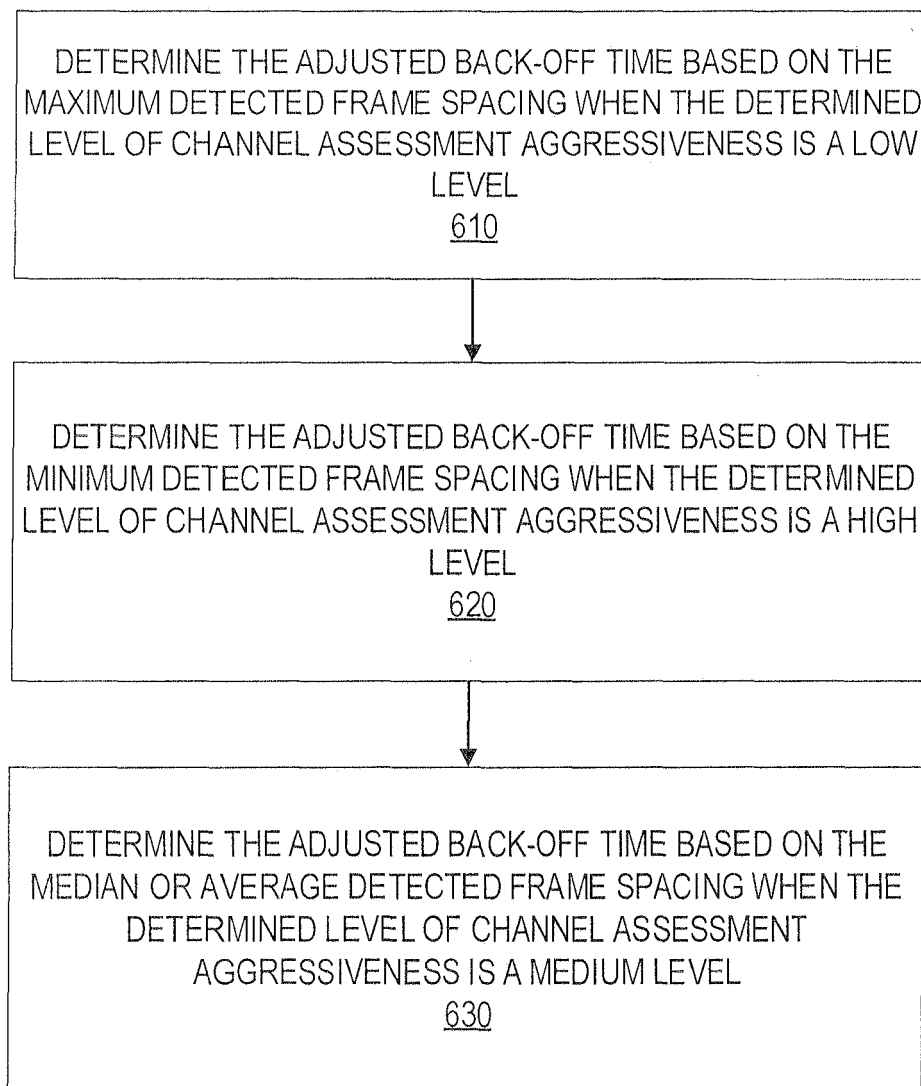 DETERMINE THE ADJUSTED BACK-OFF TIME BASED ON THE
MAXIMUM DETECTED FRAME SPACING WHEN THE DETERMINED
LEVEL OF CHANNEL ASSESSMENT AGGRESSIVENESS IS A LOW
LEVEL
610
DETERMINE THE ADJUSTED BACK-OFF TIME BASED ON THE
MINIMUM DETECTED FRAME SPACING WHEN THE DETERMINED
LEVEL OF CHANNEL ASSESSMENT AGGRESSIVENESS IS A HIGH
LEVEL
620
DETERMINE THE ADJUSTED BACK-OFF TIME BASED ON THE
MEDIAN OR AVERAGE DETECTED FRAME SPACING WHEN THE
DETERMINED LEVEL OF CHANNEL ASSESSMENT
AGGRESSIVENESS IS A MEDIUM LEVEL
630